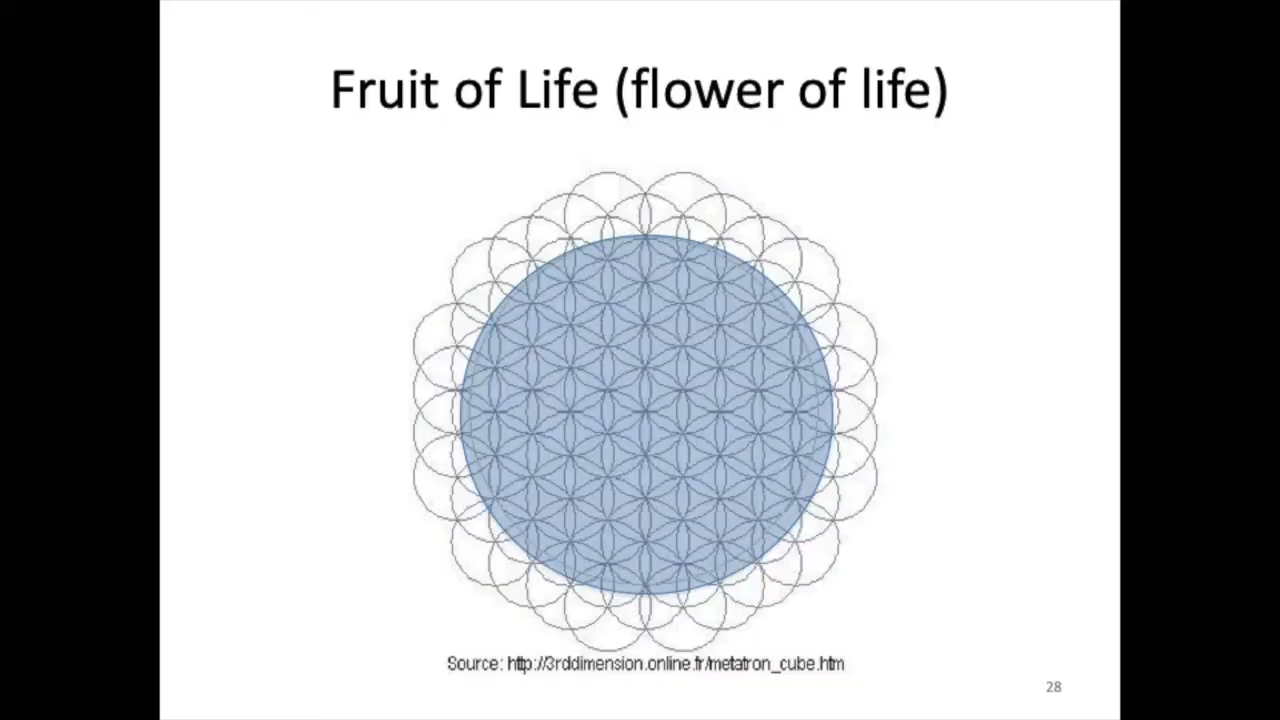 Fruit of Life (flower of life)
Source: http://3rddimension.online.fr/metatron_cube.htm
28